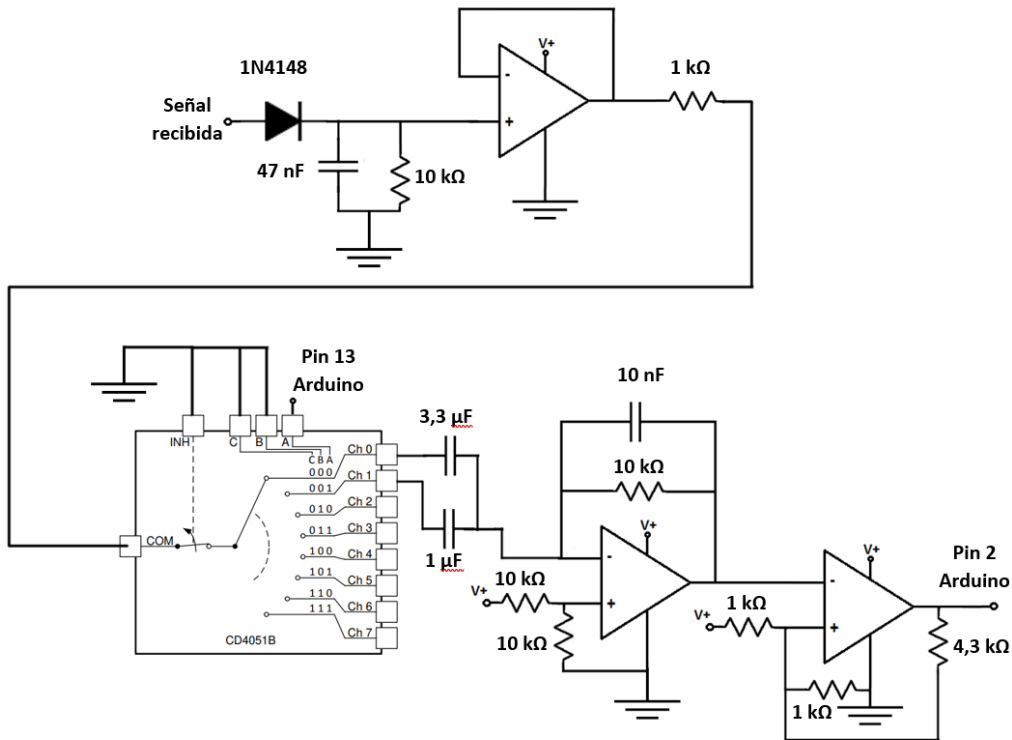 V+
1N4148
1 kΩ
Señal
recibida
-
+
47 nF
10 kΩ
Pin 13
Arduino
10 nF
3,3 µF
INH
C
B
A
C B A
Ch 0
0 0 0
10 kΩ
Ch 1
0 0 1
Ch 2
0 1 0
Ch 3
0 1 1
V+
COM
1 0 0
Ch 4
1 µF
-
V+
1 0 1
Ch 5
10 kΩ
Pin 2
Arduino
-
V+
1 1 0
Ch 6
+
1 kΩ
1 1 1
Ch 7
V+
+
CD4051B
10 kΩ
4,3 kΩ
1 kΩ